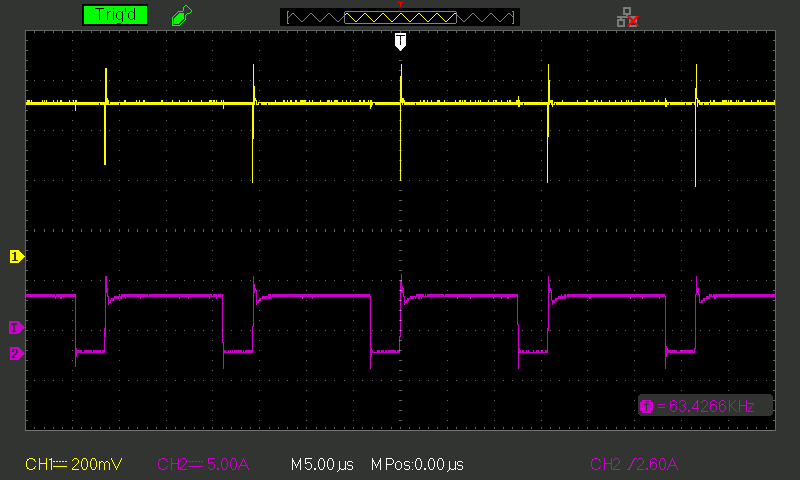 Trig'd
T
1
T
2
T = 63.4266KHz
CH1 200mV CH2 5.00A M 5.00µs M Pos:0.00µs CH2 / 2.60A